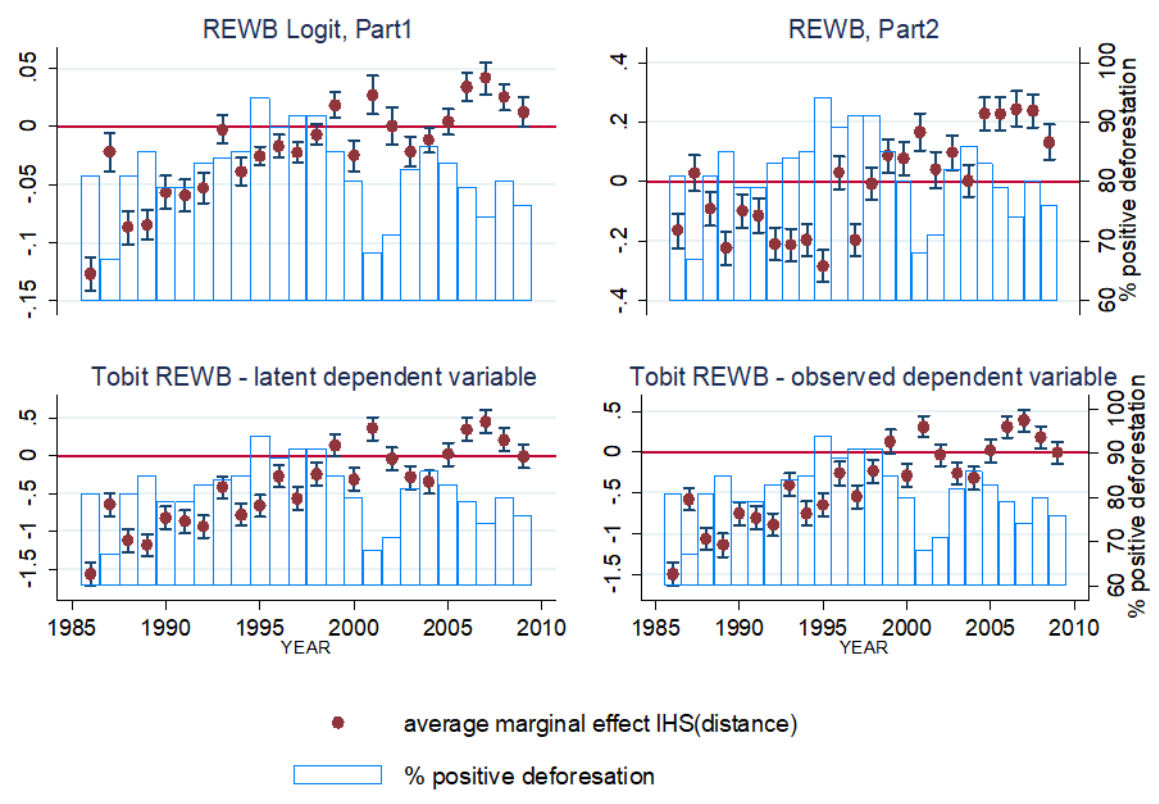 REWB Logit, Part1
.05
0
-.05
-.1
-.15
REWB, Part2
.4
.2
0
-.2
-.4
100
90
80
70
60
% positive deforestation
Tobit REWB - latent dependent variable
.5
0
-.5
-1
-1.5
1985 1990 1995 2000 2005 2010
YEAR
Tobit REWB - observed dependent variable
.5
0
-.5
-1
-1.5
100
90
80
70
60
% positive deforestation
1985 1990 1995 2000 2005 2010
YEAR
average marginal effect IHS(distance)
% positive deforesation